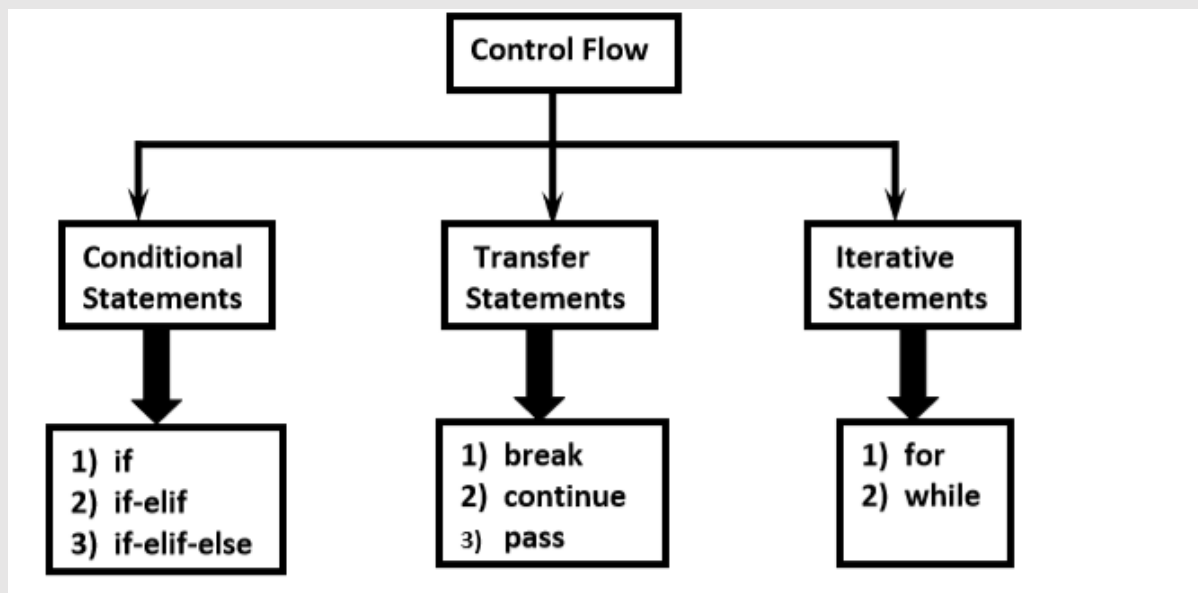 Control Flow
Conditional
Statements
Transfer
Statements
Iterative
Statements
1) if
2) if-elif
3) if-elif-else
1) break
2) continue
3) pass
1) for
2) while